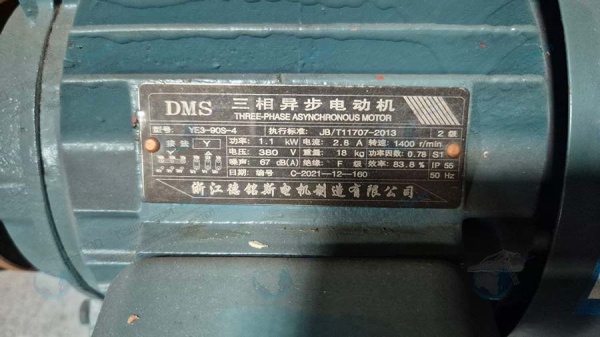 DMS 三相异步电动机
THREE-PHASE ASYNCHRONOUS MOTOR
型号: YE3-90S-4 执行标准: JB/T11707-2013 2 级
接法 Y 功率: 1.1 kW 电流: 2.8 A 转速: 1400 r/min
电压: 380 V 重量: 18 kg 功率因数: 0.78 S1
噪声: 67 dB(A) 绝缘: F 级 效率: 83.8 % IP 55
日期: 编号 C-2021-12-160 50 Hz
浙江德铭斯电机制造有限公司